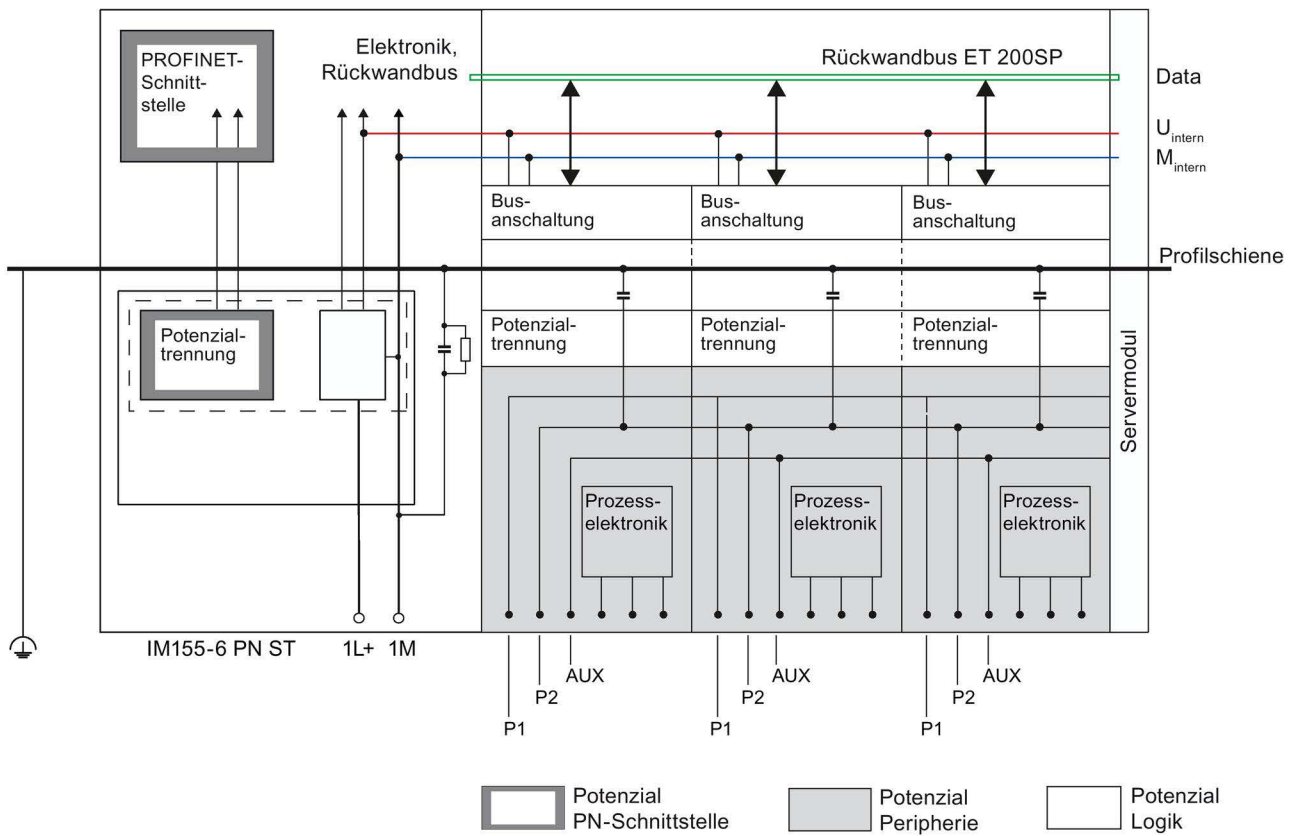 PROFINET-
Schnitt-
stelle
Elektronik,
Rückwandbus
Rückwandbus ET 200SP
Data
U intern
M intern
Bus-
anschaltung
Bus-
anschaltung
Bus-
anschaltung
Profilschiene
Potenzial-
trennung
Potenzial-
trennung
Potenzial-
trennung
Potenzial-
trennung
Servermodul
Prozess-
elektronik
Prozess-
elektronik
Prozess-
elektronik
IM155-6 PN ST
1L+
1M
AUX
P2
P1
AUX
P2
P1
AUX
P2
P1
Potenzial
PN-Schnittstelle
Potenzial
Peripherie
Potenzial
Logik